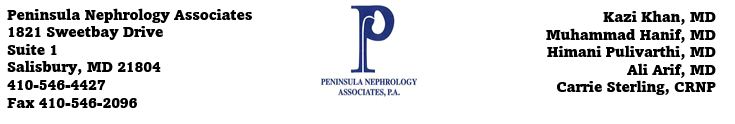 Peninsula Nephrology Associates
1821 Sweetbay Drive
Suite 1
Salisbury, MD 21804
410-546-4427
Fax 410-546-2096
P
PENINSULA NEPHROLOGY
ASSOCIATES, P.A.
Kazi Khan, MD
Muhammad Hanif, MD
Himani Pulivarthi, MD
Ali Arif, MD
Carrie Sterling, CRNP